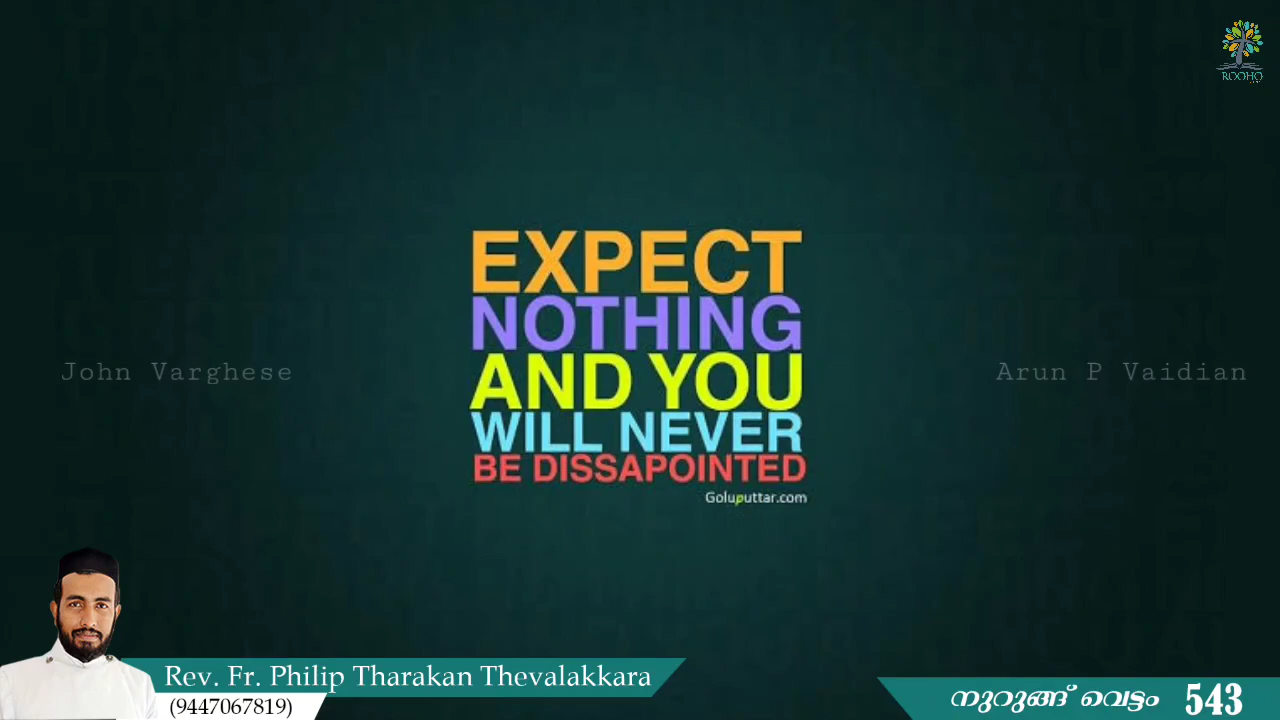 ROOHO
EXPECT
NOTHING
AND YOU
WILL NEVER
BE DISSAPOINTED
Goluputtar.com
John Varghese
Arun P Vaidian
Rev. Fr. Philip Tharakan Thevalakkara
(9447067819)
നുറുങ്ങ് വെട്ടം 543